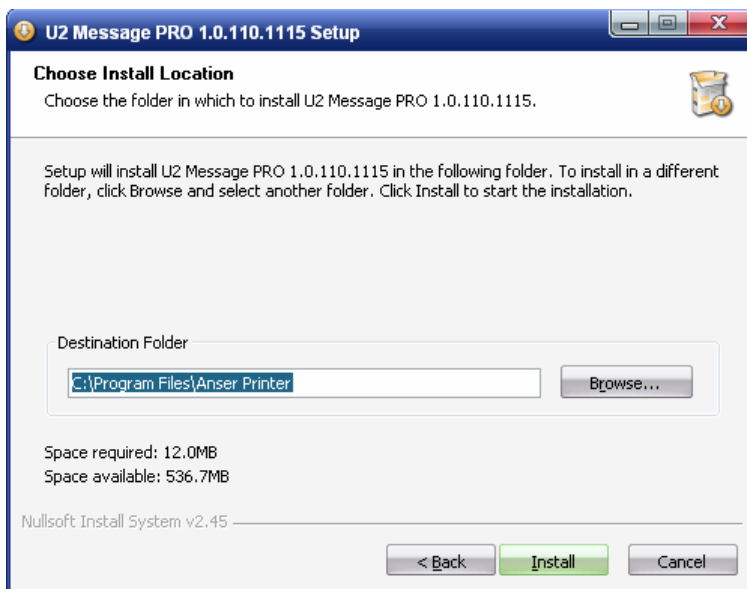 U2 Message PRO 1.0.110.1115 Setup
Choose Install Location
Choose the folder in which to install U2 Message PRO 1.0.110.1115.
Setup will install U2 Message PRO 1.0.110.1115 in the following folder. To install in a different
folder, click Browse and select another folder. Click Install to start the installation.
Destination Folder
C:\Program Files\Anser Printer
Browse...
Space required: 12.0MB
Space available: 536.7MB
Nullsoft Install System v2.45
< Back
Install
Cancel